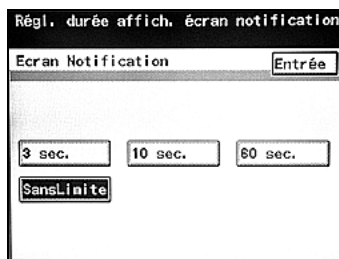 Régl. durée affich. écran notification
Ecran Notification
Entrée
3 sec.
10 sec.
60 sec.
SansLimite